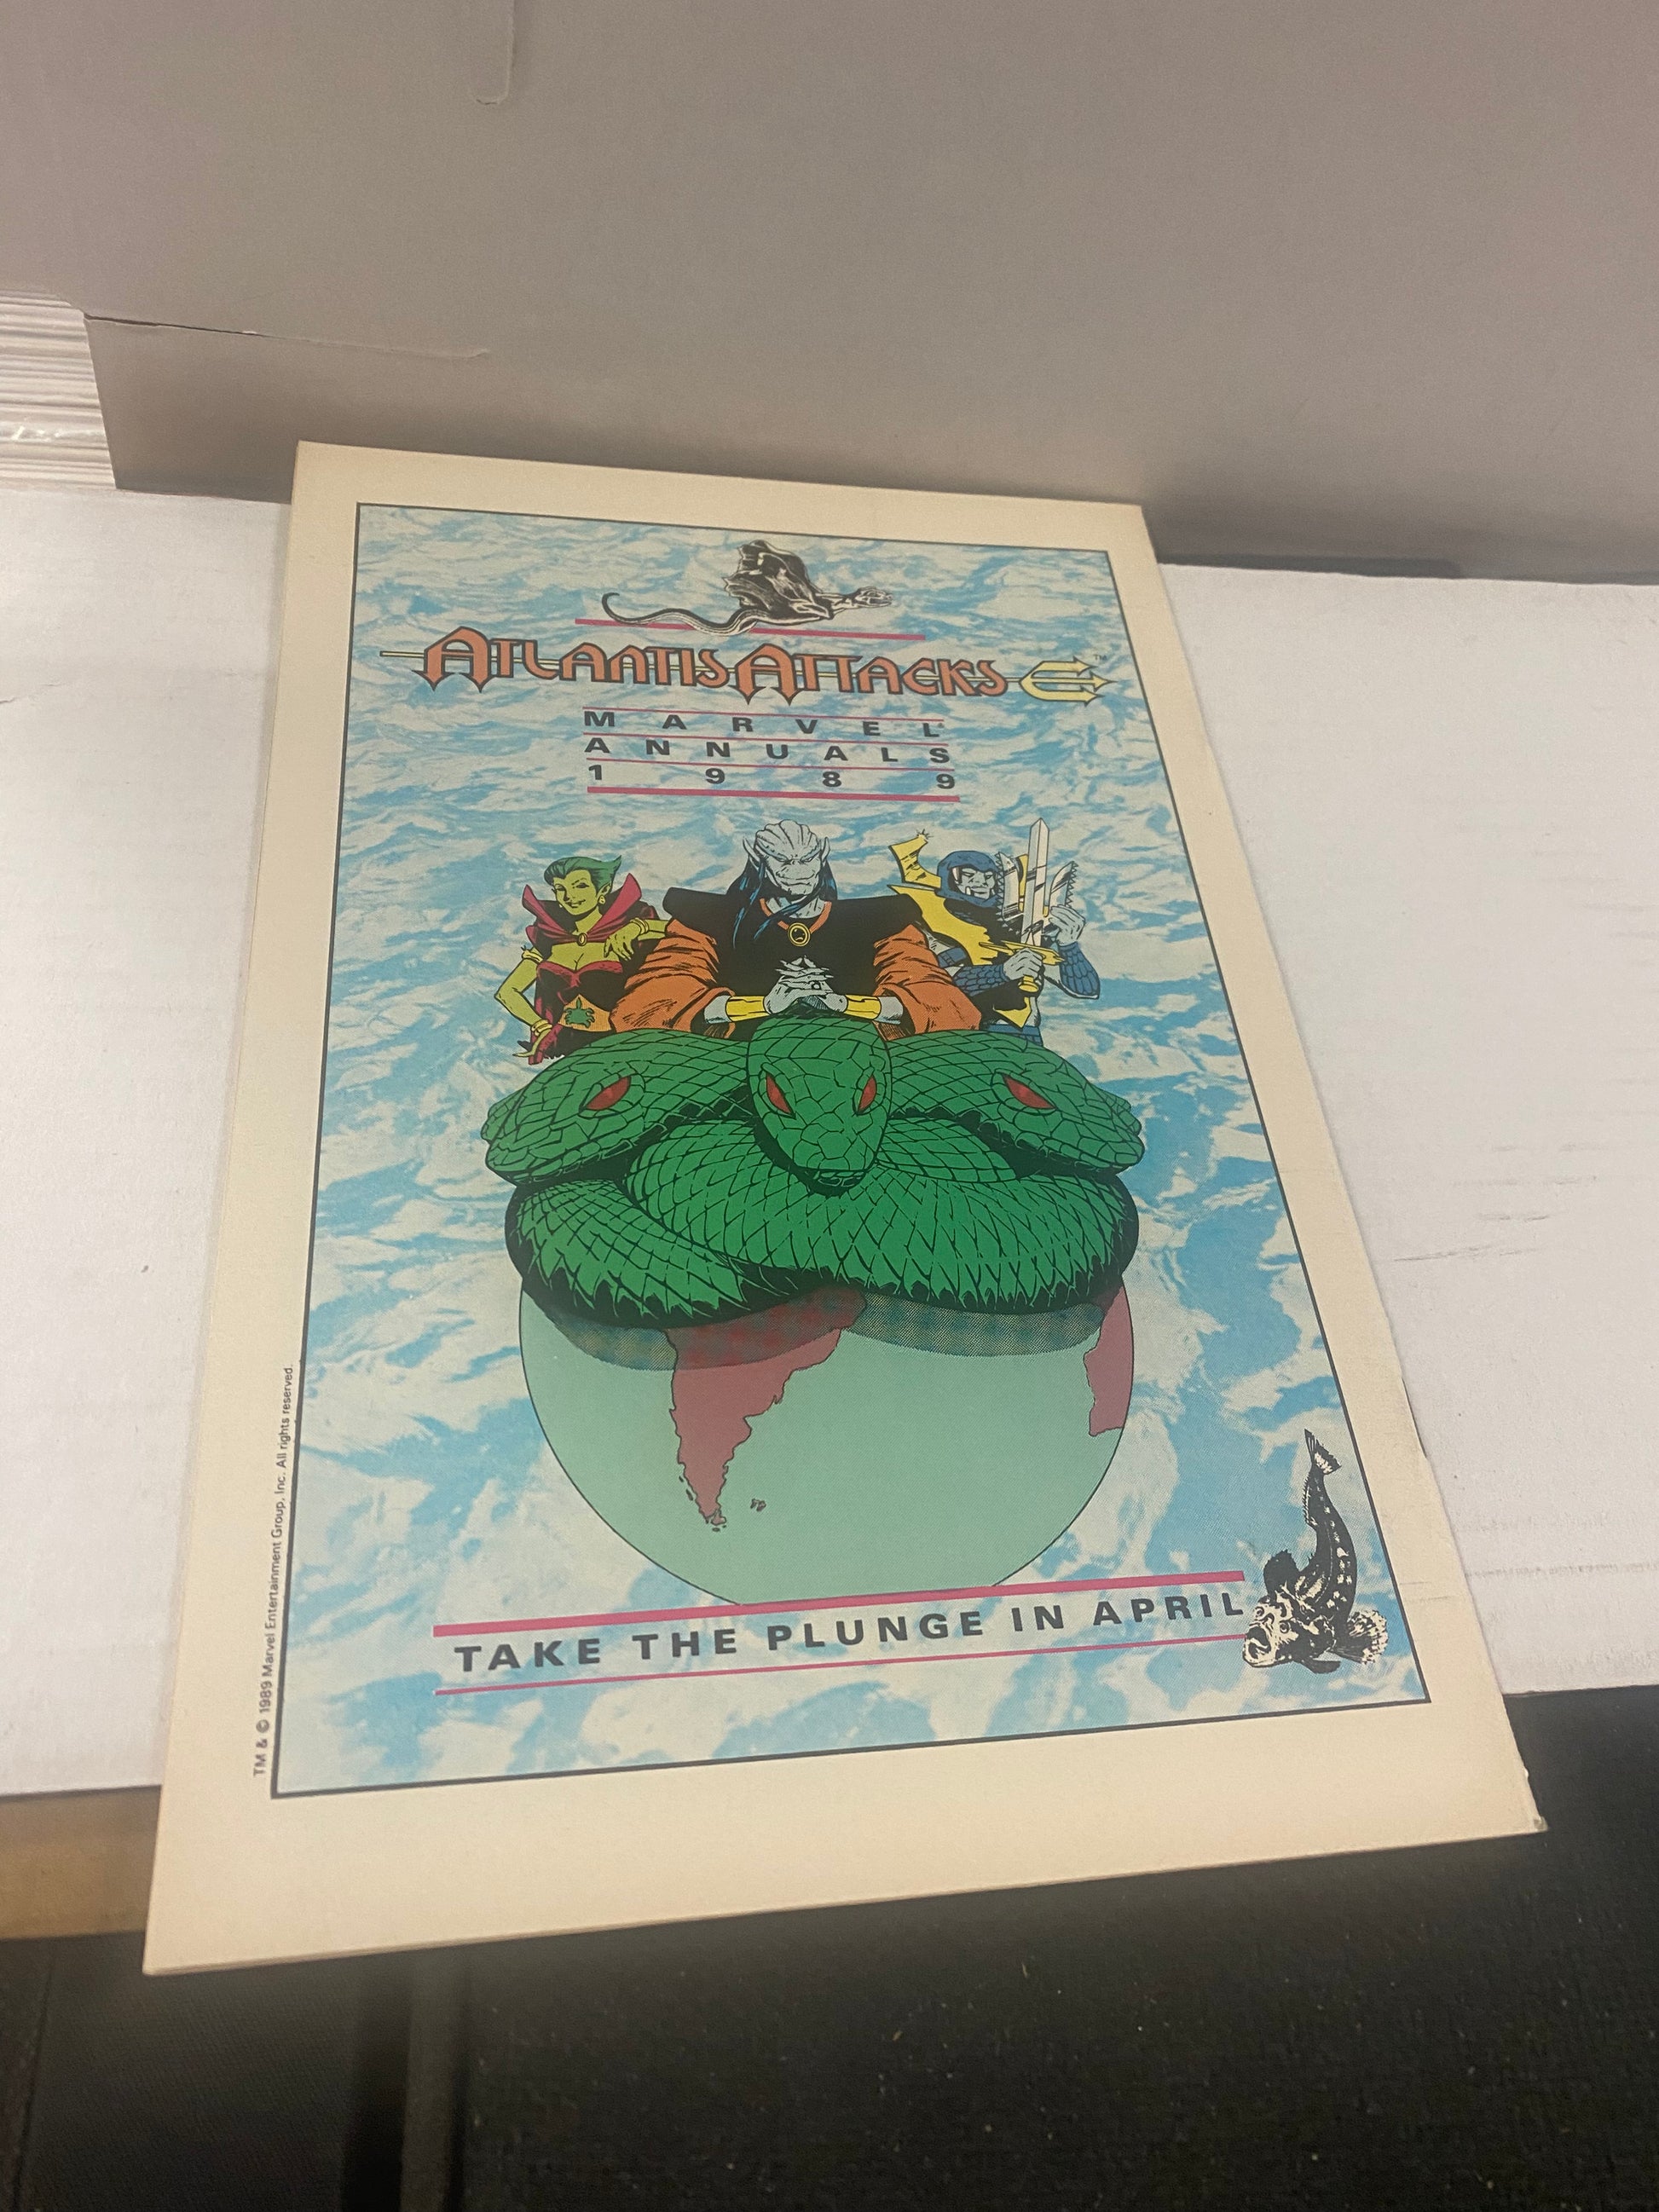 ATLANTIS ATTACKS ™
MARVEL
ANNUALS
1989
TAKE THE PLUNGE IN APRIL
TM & © 1989 Marvel Entertainment Group, Inc. All rights reserved.